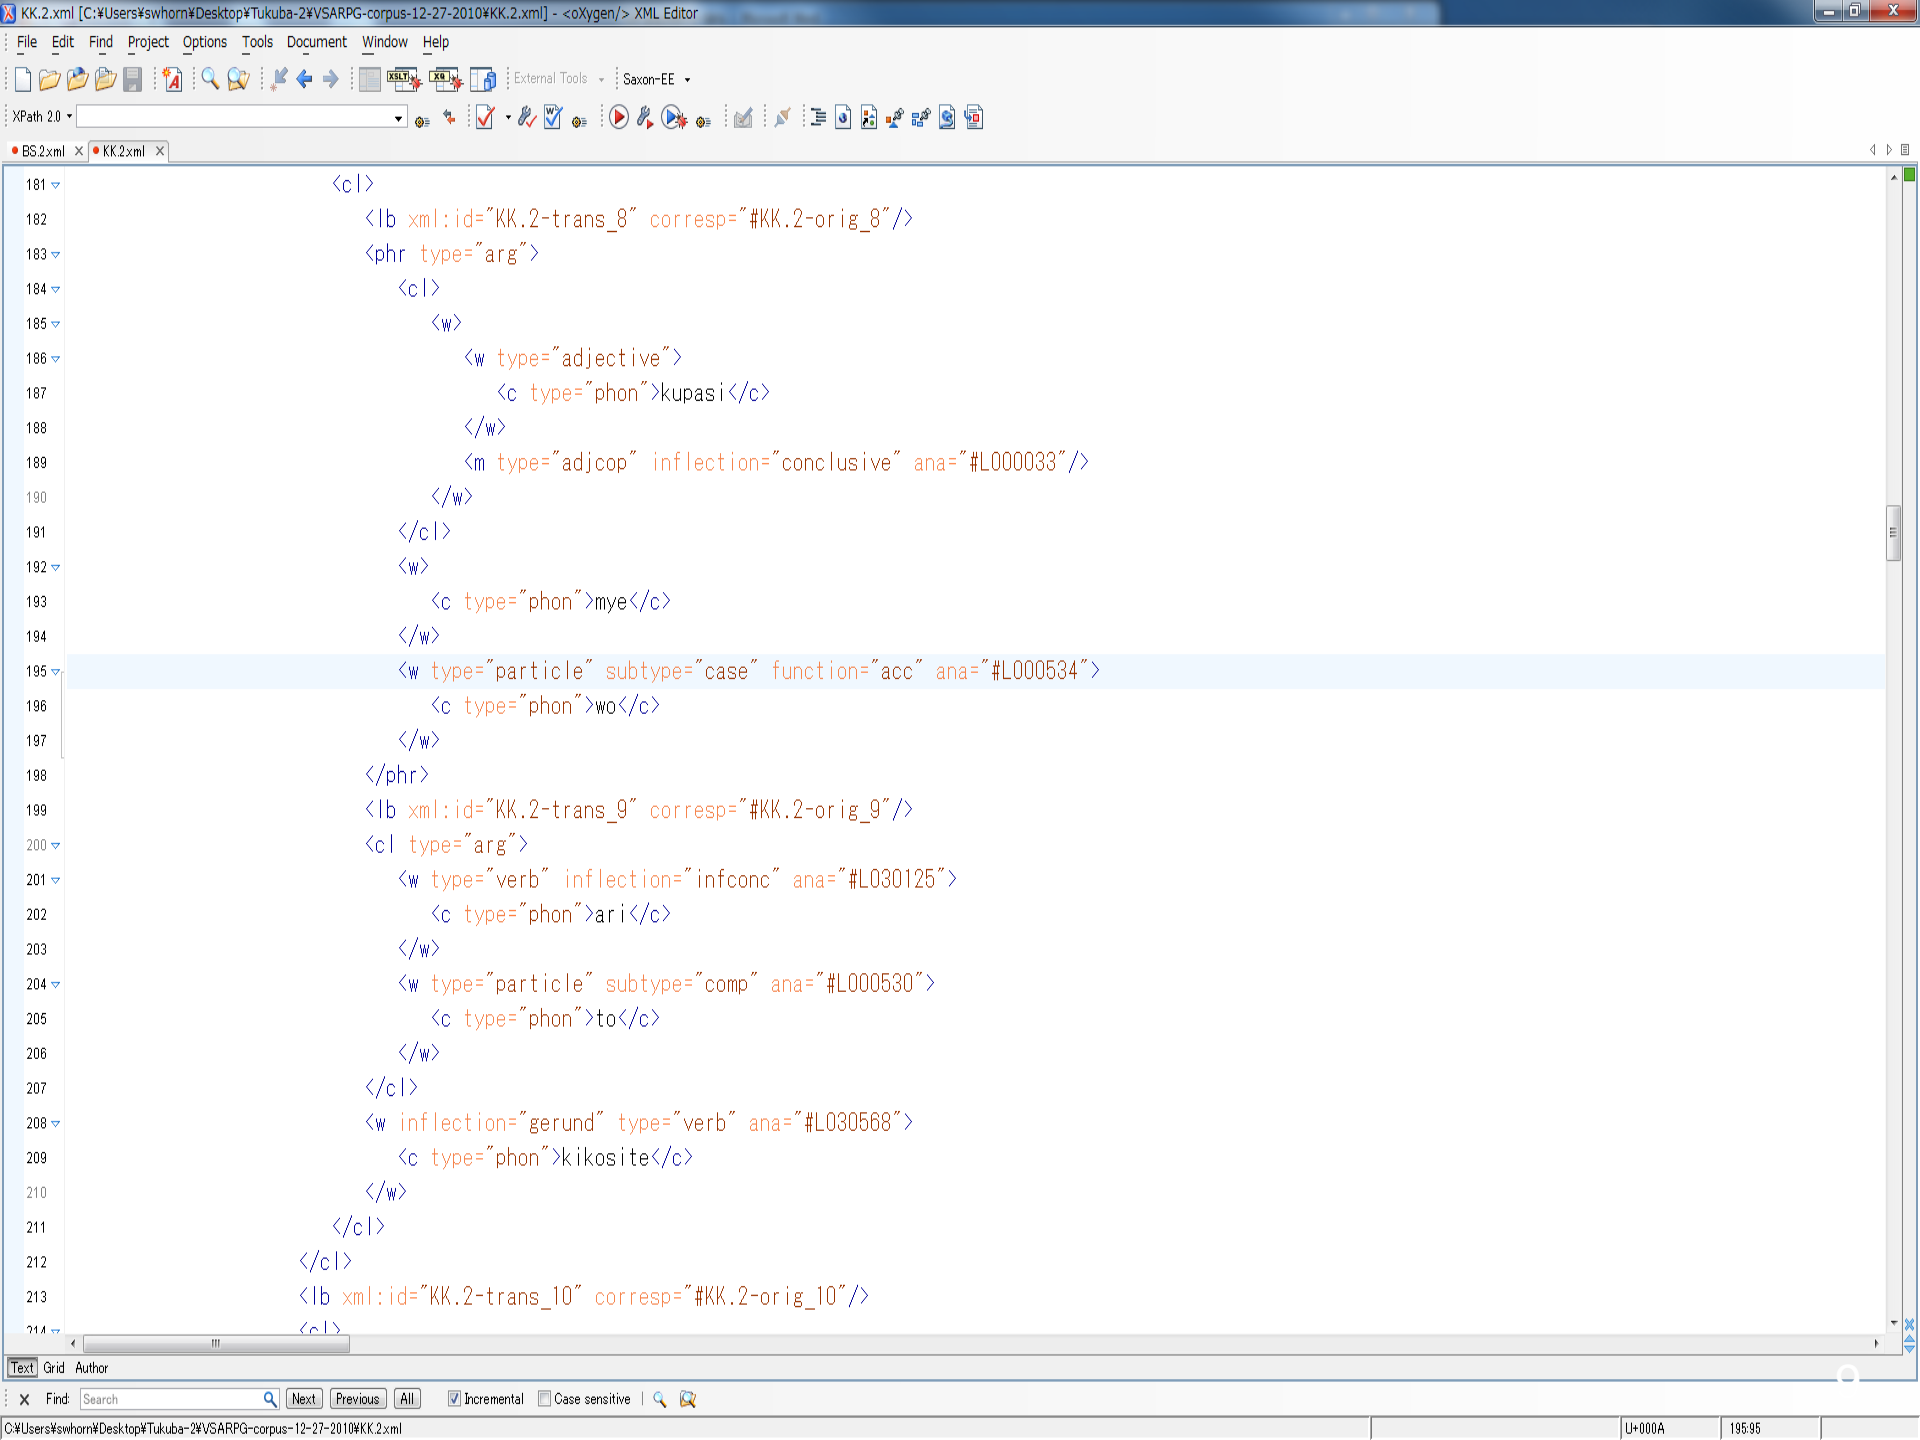 KK.2.xml [C:¥Users¥swhorn¥Desktop¥Tukuba-2¥VSARPG-corpus-12-27-2010¥KK.2.xml] - <oXygen/> XML Editor
File Edit Find Project Options Tools Document Window Help
XSLT XQ External Tools Saxon-EE
XPath 2.0
BS.2.xml KK.2.xml
181 <cl>
182 <lb xml:id="KK.2-trans_8" corresp="#KK.2-orig_8"/>
183 <phr type="arg">
184 <cl>
185 <w>
186 <w type="adjective">
187 <c type="phon">kupasi</c>
188 </w>
189 <m type="adjcop" inflection="conclusive" ana="#L000033"/>
190 </w>
191 </cl>
192 <w>
193 <c type="phon">mye</c>
194 </w>
195 <w type="particle" subtype="case" function="acc" ana="#L000534">
196 <c type="phon">wo</c>
197 </w>
198 </phr>
199 <lb xml:id="KK.2-trans_9" corresp="#KK.2-orig_9"/>
200 <cl type="arg">
201 <w type="verb" inflection="infconc" ana="#L030125">
202 <c type="phon">ari</c>
203 </w>
204 <w type="particle" subtype="comp" ana="#L000530">
205 <c type="phon">to</c>
206 </w>
207 </cl>
208 <w inflection="gerund" type="verb" ana="#L030568">
209 <c type="phon">kikosite</c>
210 </w>
211 </cl>
212 </cl>
213 <lb xml:id="KK.2-trans_10" corresp="#KK.2-orig_10"/>
214 <cl>
Text Grid Author
Find: Search Next Previous All Incremental Case sensitive
C:¥Users¥swhorn¥Desktop¥Tukuba-2¥VSARPG-corpus-12-27-2010¥KK.2.xml U+000A 195:95